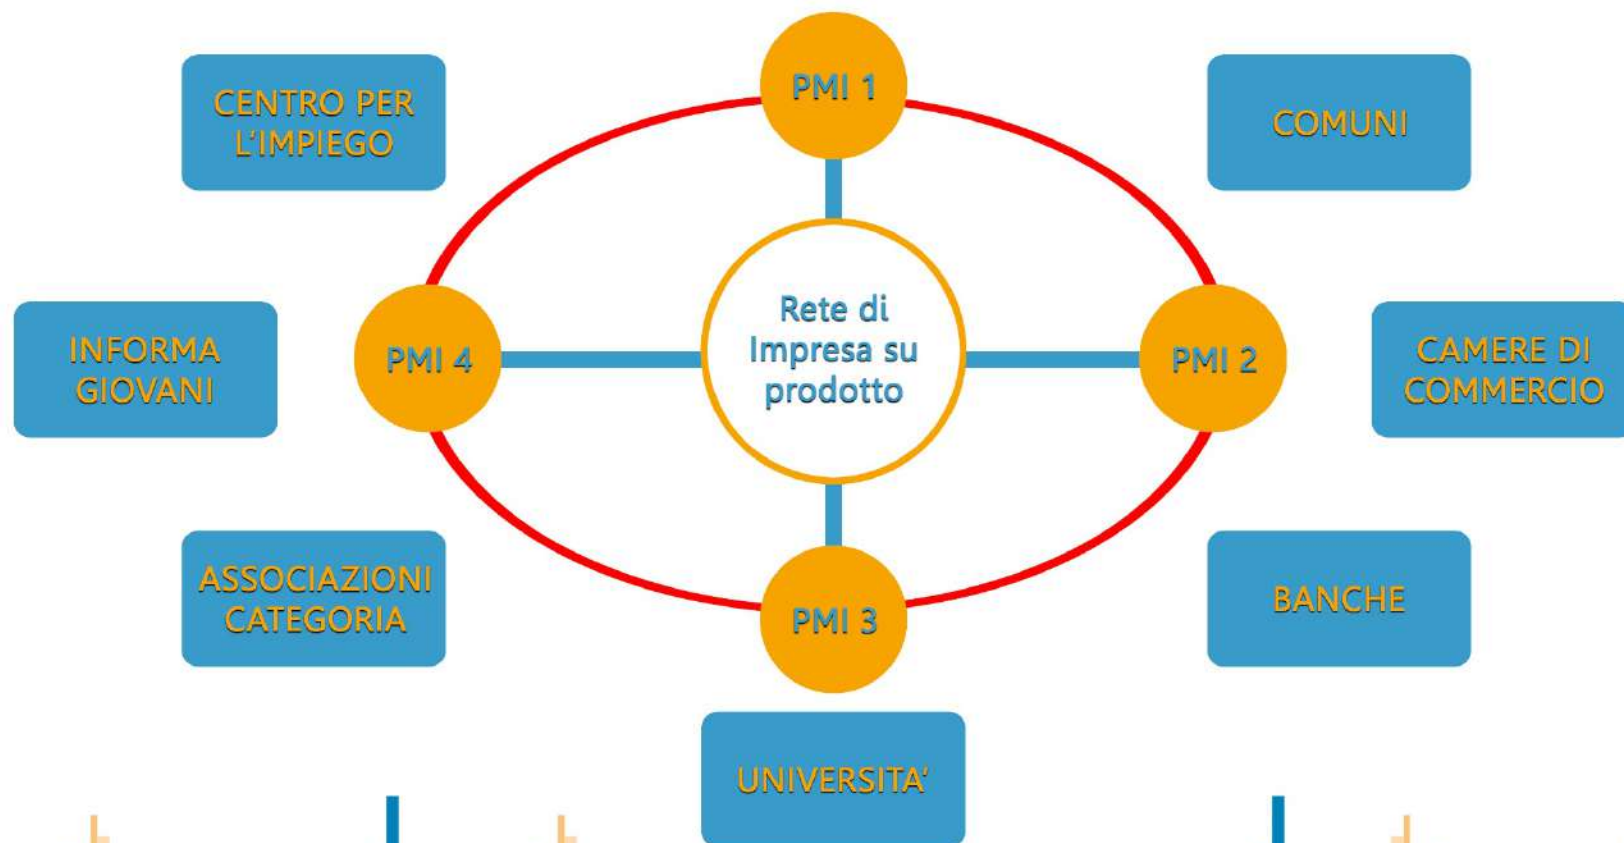 PMI 1
CENTRO PER
L'IMPIEGO
COMUNI
Rete di
Impresa su
prodotto
INFORMA
GIOVANI
PMI 4
PMI 2
CAMERE DI
COMMERCIO
ASSOCIAZIONI
CATEGORIA
PMI 3
BANCHE
UNIVERSITA'